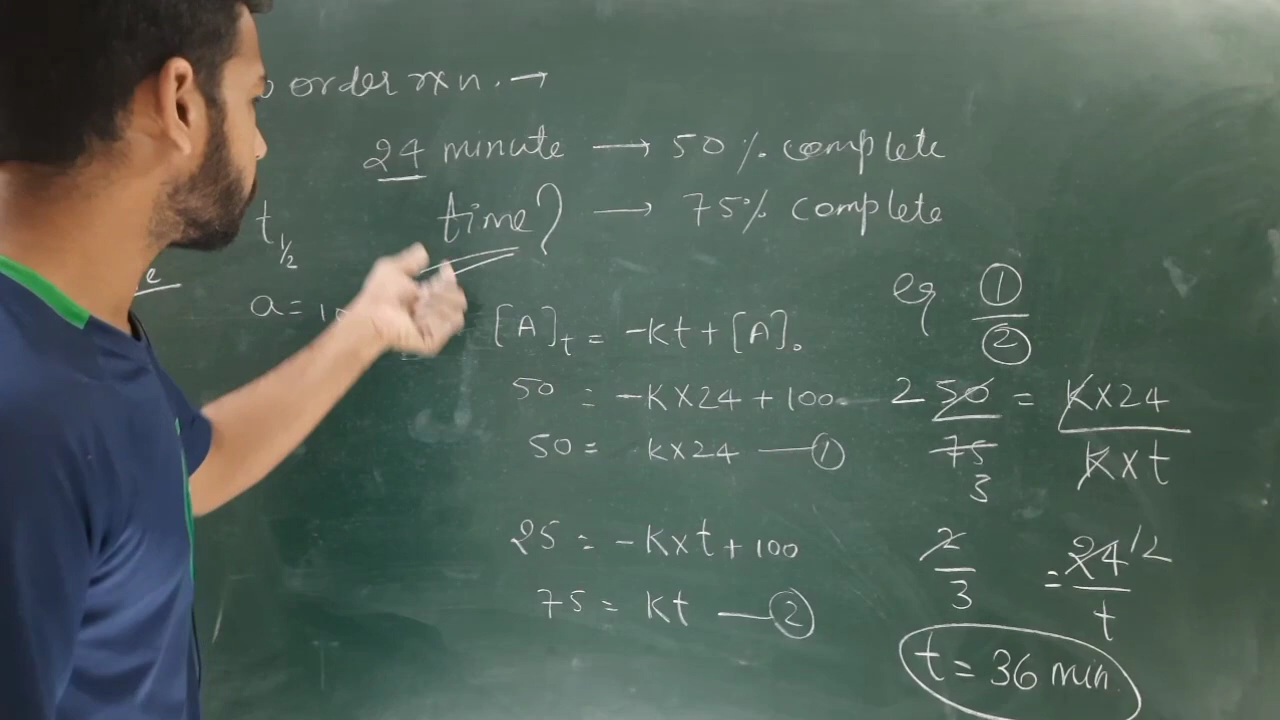 order rxn. →
24 minute → 50% complete
time? → 75% complete
t 1/2
e
a =
[A]t = -Kt + [A]₀
50 = -K×24 + 100
50 = K×24 — ①
25 = -K×t + 100
75 = Kt — ②
eq ① / ②
2 50 / 75 3 = K×24 / K×t
2 / 3 = 24 12 / t
t = 36 min.